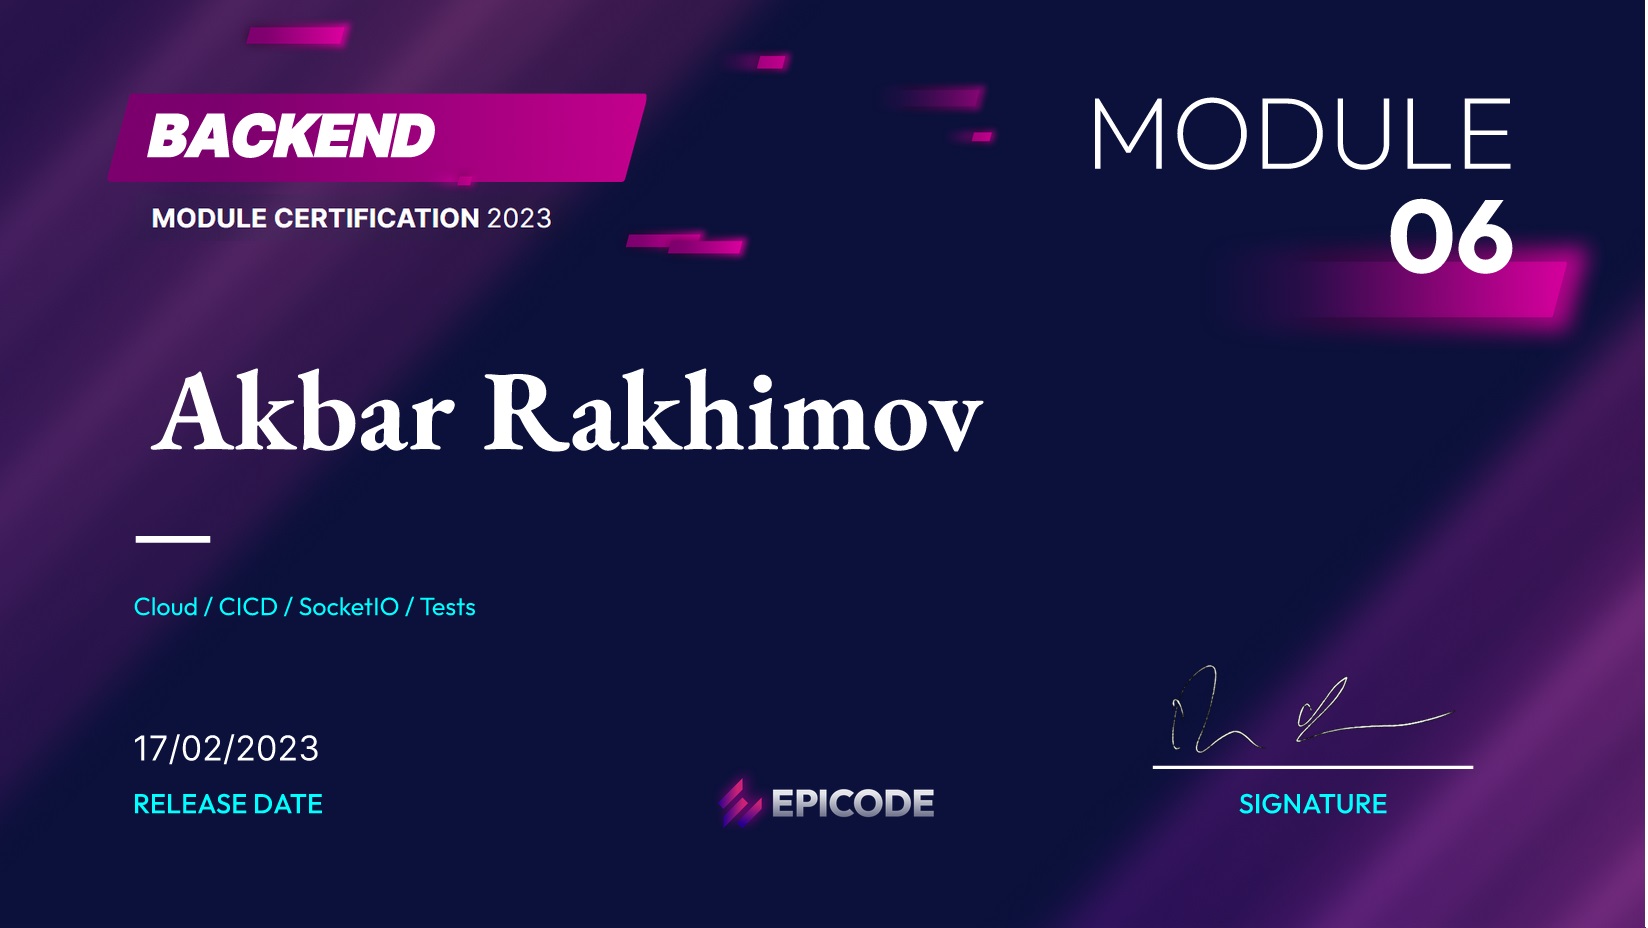 BACKEND
MODULE CERTIFICATION 2023
MODULE
06
Akbar Rakhimov
Cloud / CICD / SocketIO / Tests
17/02/2023
RELEASE DATE
EPICODE
SIGNATURE